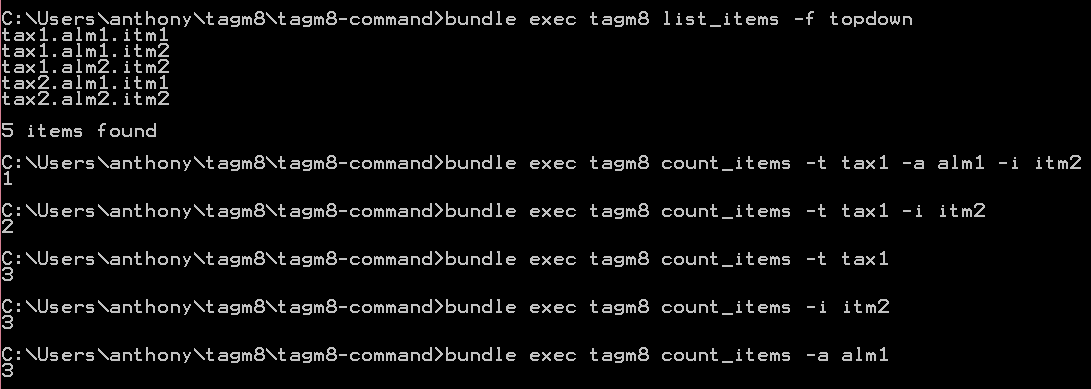 C:\Users\anthony\tagm8\tagm8-command>bundle exec tagm8 list_items -f topdown
tax1.alm1.itm1
tax1.alm1.itm2
tax1.alm2.itm2
tax2.alm1.itm1
tax2.alm2.itm2
5 items found
C:\Users\anthony\tagm8\tagm8-command>bundle exec tagm8 count_items -t tax1 -a alm1 -i itm2
1
C:\Users\anthony\tagm8\tagm8-command>bundle exec tagm8 count_items -t tax1 -i itm2
2
C:\Users\anthony\tagm8\tagm8-command>bundle exec tagm8 count_items -t tax1
3
C:\Users\anthony\tagm8\tagm8-command>bundle exec tagm8 count_items -i itm2
3
C:\Users\anthony\tagm8\tagm8-command>bundle exec tagm8 count_items -a alm1
3